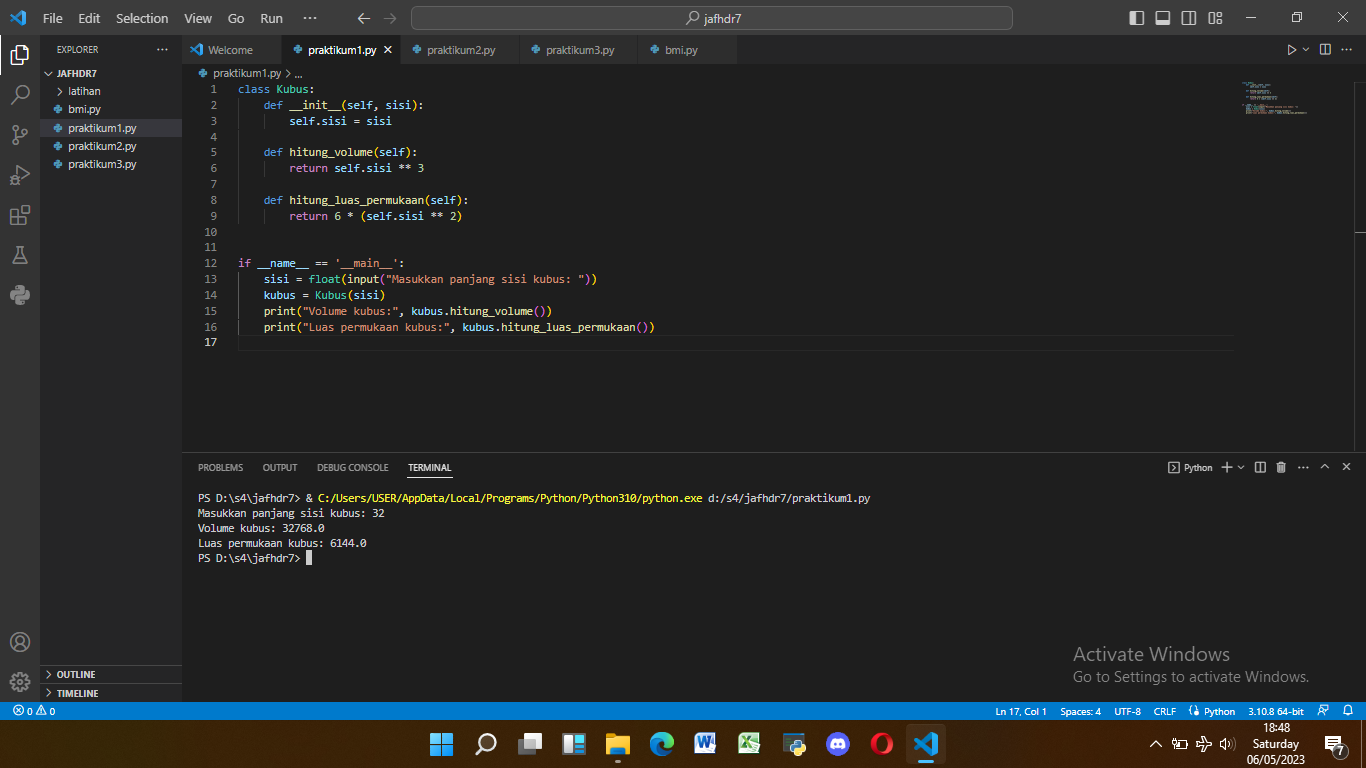 File Edit Selection View Go Run ··· jafhdr7
EXPLORER ···
JAFHDR7
latihan
bmi.py
praktikum1.py
praktikum2.py
praktikum3.py
OUTLINE
TIMELINE
Welcome praktikum1.py praktikum2.py praktikum3.py bmi.py
praktikum1.py > ...
1 class Kubus:
2 def __init__(self, sisi):
3 self.sisi = sisi
4
5 def hitung_volume(self):
6 return self.sisi ** 3
7
8 def hitung_luas_permukaan(self):
9 return 6 * (self.sisi ** 2)
10
11
12 if __name__ == '__main__':
13 sisi = float(input("Masukkan panjang sisi kubus: "))
14 kubus = Kubus(sisi)
15 print("Volume kubus:", kubus.hitung_volume())
16 print("Luas permukaan kubus:", kubus.hitung_luas_permukaan())
17
PROBLEMS OUTPUT DEBUG CONSOLE TERMINAL Python
PS D:\s4\jafhdr7> & C:/Users/USER/AppData/Local/Programs/Python/Python310/python.exe d:/s4/jafhdr7/praktikum1.py
Masukkan panjang sisi kubus: 32
Volume kubus: 32768.0
Luas permukaan kubus: 6144.0
PS D:\s4\jafhdr7>
Activate Windows
Go to Settings to activate Windows.
0 0 Ln 17, Col 1 Spaces: 4 UTF-8 CRLF Python 3.10.8 64-bit
18:48
Saturday
06/05/2023
7